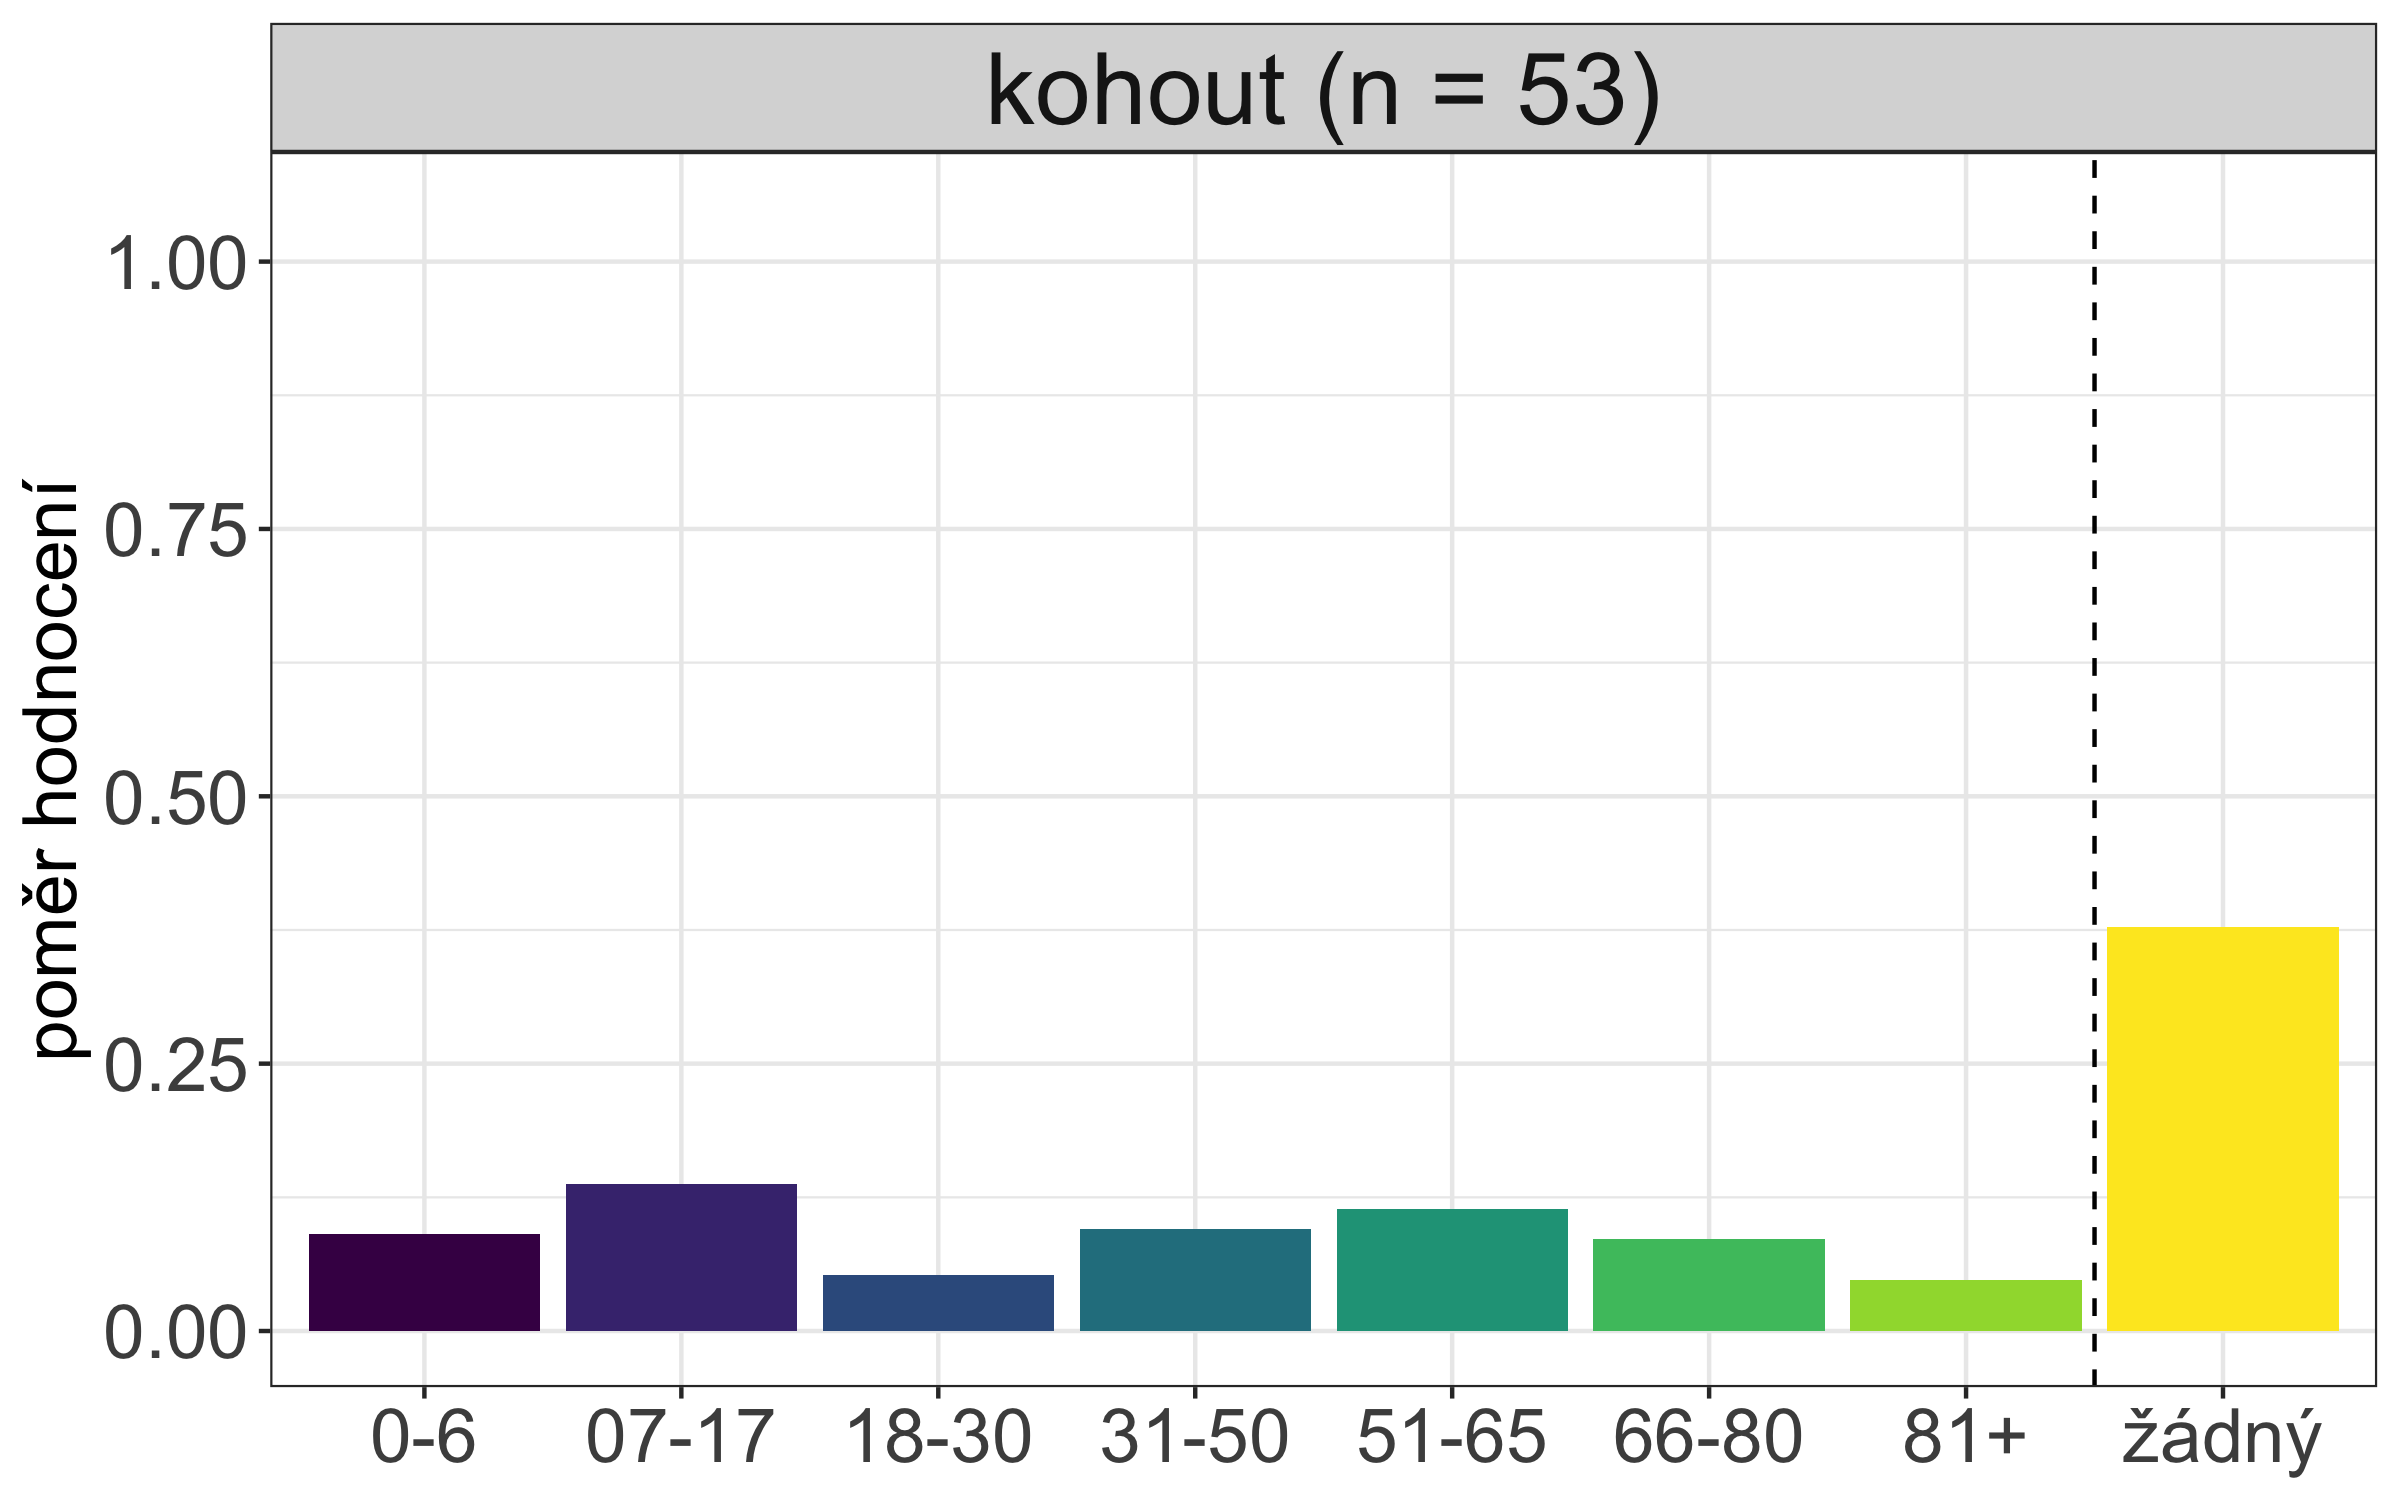 kohout (n = 53)
poměr hodnocení
1.00
0.75
0.50
0.25
0.00
0-6 07-17 18-30 31-50 51-65 66-80 81+ žádný